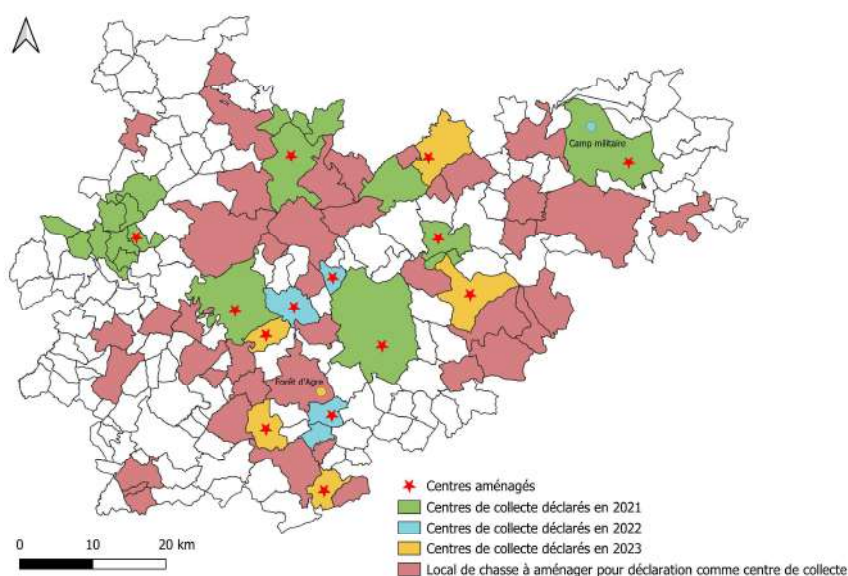 Camp militaire
Forêt d'Agre
Centres aménagés
Centres de collecte déclarés en 2021
Centres de collecte déclarés en 2022
Centres de collecte déclarés en 2023
Local de chasse à aménager pour déclaration comme centre de collecte
0 10 20 km